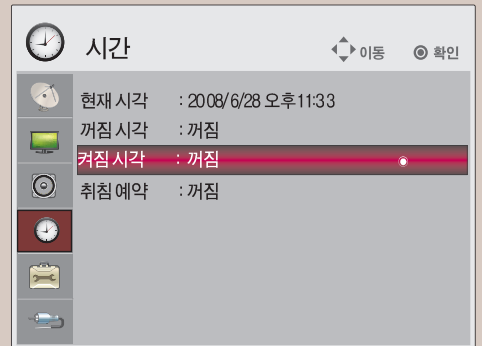 시간 이동 확인
현재 시각 : 2008/6/28 오후 11:33
꺼짐 시각 : 꺼짐
켜짐 시각 : 꺼짐
취침 예약 : 꺼짐